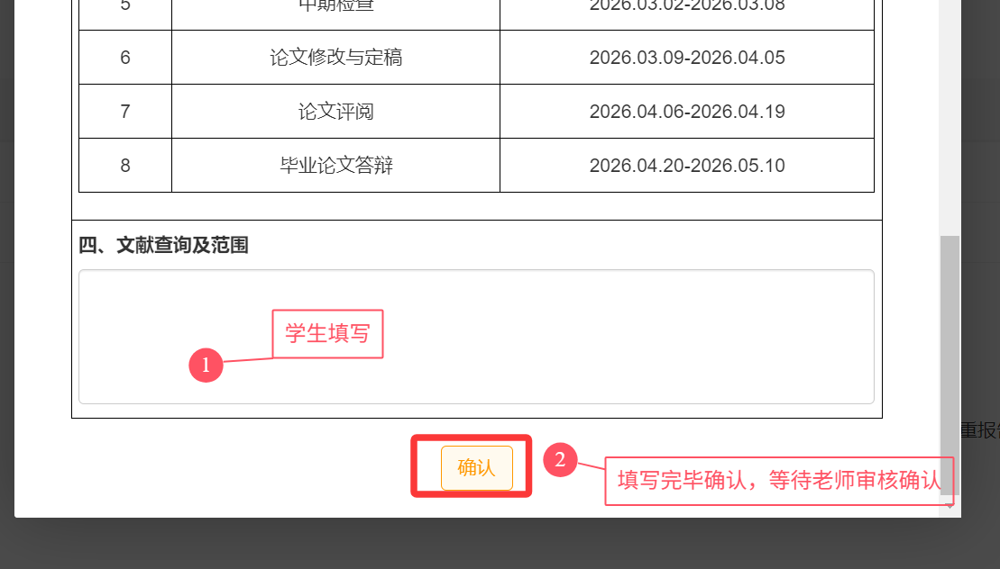 5 中期检查 2026.03.02-2026.03.08
6 论文修改与定稿 2026.03.09-2026.04.05
7 论文评阅 2026.04.06-2026.04.19
8 毕业论文答辩 2026.04.20-2026.05.10
四、文献查询及范围
学生填写
1
确认
2
填写完毕确认，等待老师审核确认
重报告